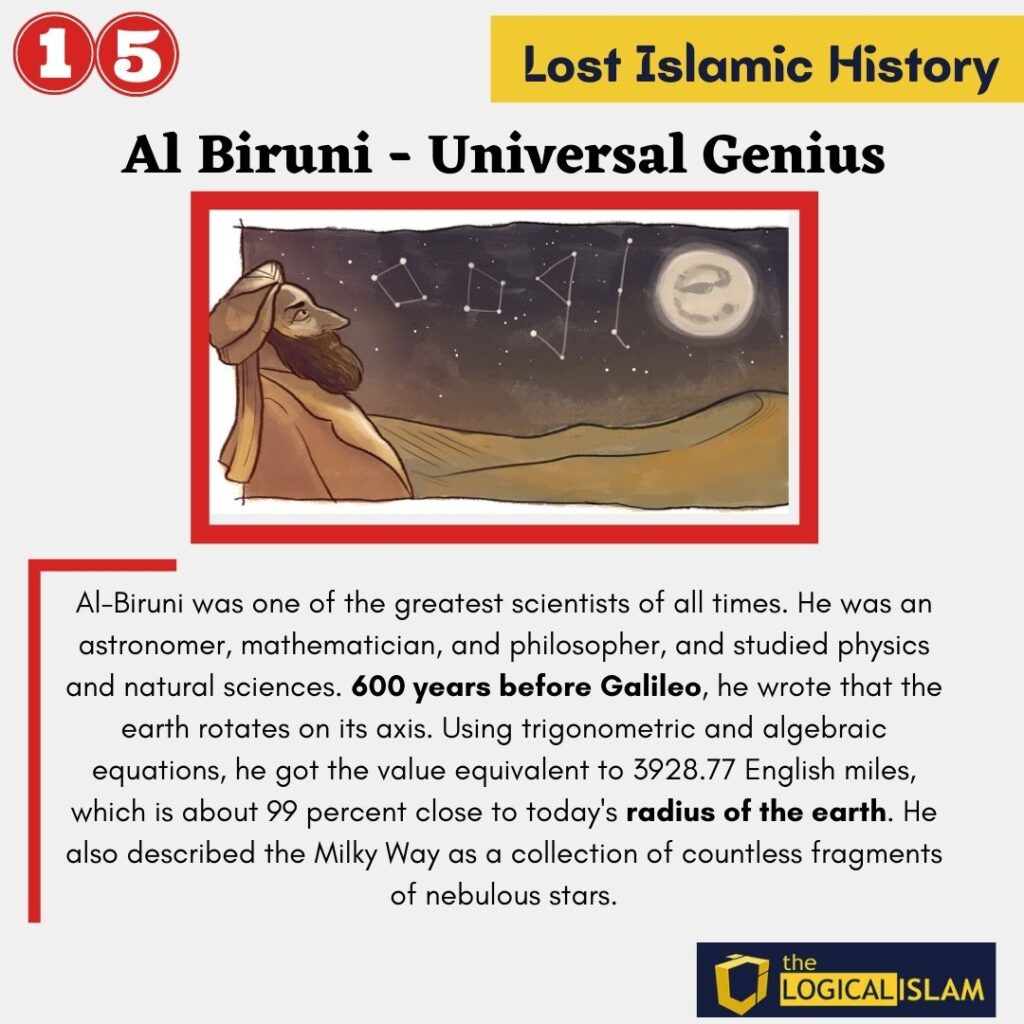 15
Lost Islamic History
Al Biruni - Universal Genius
Al-Biruni was one of the greatest scientists of all times. He was an
astronomer, mathematician, and philosopher, and studied physics
and natural sciences. 600 years before Galileo, he wrote that the
earth rotates on its axis. Using trigonometric and algebraic
equations, he got the value equivalent to 3928.77 English miles,
which is about 99 percent close to today's radius of the earth. He
also described the Milky Way as a collection of countless fragments
of nebulous stars.
the
LOGICAL ISLAM